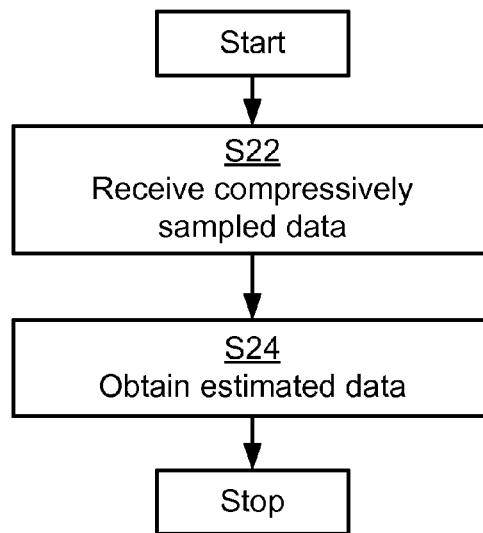 Start
S22
Receive compressively
sampled data
S24
Obtain estimated data
Stop